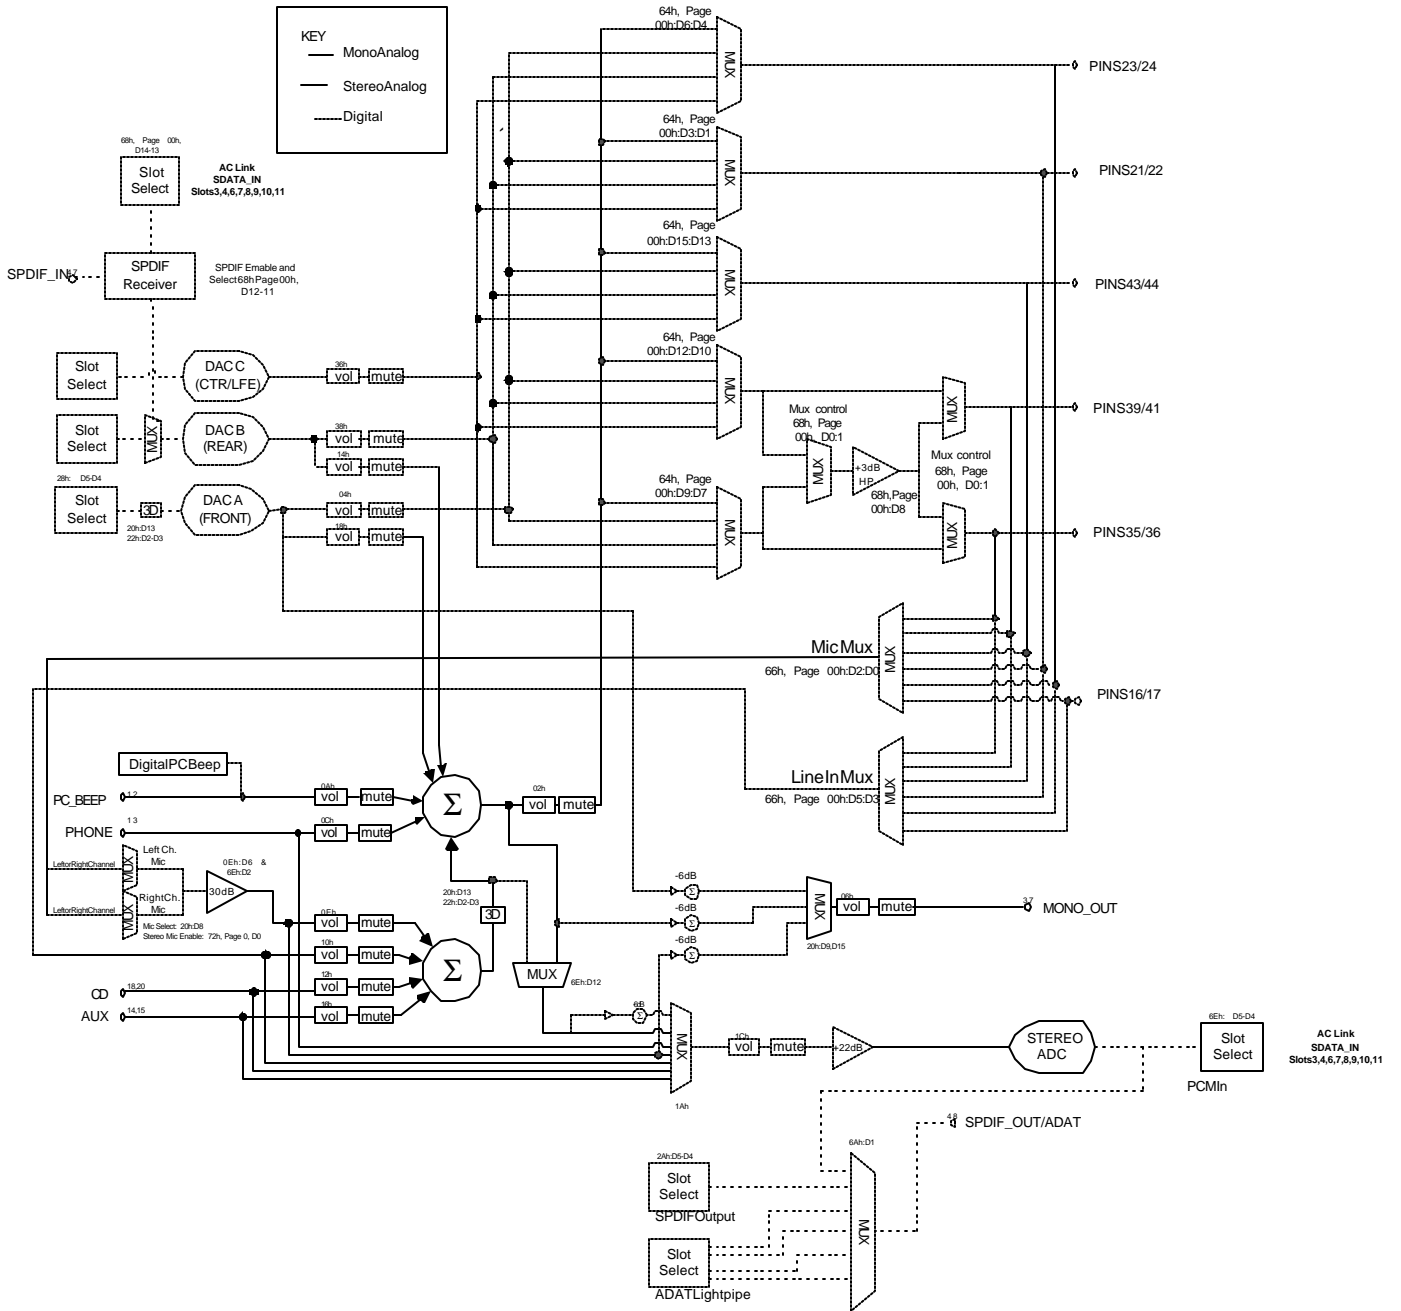 KEY
MonoAnalog
StereoAnalog
Digital
64h, Page
00h:D6:D4
MUX
PINS23/24
64h, Page
00h:D3:D1
MUX
PINS21/22
68h, Page 00h,
D14-13
Slot
Select
AC Link
SDATA_IN
Slots3,4,6,7,8,9,10,11
64h, Page
00h:D15:D13
MUX
PINS43/44
SPDIF_IN
SPDIF
Receiver
SPDIF Emable and
Select68hPage00h,
D12-11
64h, Page
00h:D12:D10
MUX
Slot
Select
DAC C
(CTR/LFE)
36h
vol
mute
Mux control
68h, Page
00h, D0:1
MUX
PINS39/41
Slot
Select
MUX
DAC B
(REAR)
38h
vol
mute
14h
vol
mute
MUX
+3dB
HP
Mux control
68h, Page
00h, D0:1
68h,Page
00h:D8
28h: D5-D4
Slot
Select
3D
20h:D13
22h:D2-D3
DAC A
(FRONT)
04h
vol
mute
18h
vol
mute
64h, Page
00h:D9:D7
MUX
MUX
PINS35/36
MicMux
66h, Page 00h:D2:D0
MUX
PINS16/17
LineInMux
66h, Page 00h:D5:D3
MUX
DigitalPCBeep
PC_BEEP
12
0Ah
vol
mute
Σ
02h
vol
mute
PHONE
13
0Ch
vol
mute
LeftorRightChannel
MUX
Left Ch.
Mic
LeftorRightChannel
MUX
RightCh.
Mic
0Eh:D6 &
6Eh:D2
30dB
Mic Select: 20h:D8
Stereo Mic Enable: 72h, Page 0, D0
0Eh
vol
mute
10h
vol
mute
12h
vol
mute
18h
vol
mute
CD
18,20
AUX
14,15
Σ
20h:D13
22h:D2-D3
3D
MUX
6Eh:D12
-6dB
Σ
-6dB
Σ
-6dB
Σ
MUX
20h:D9,D15
06h
vol
mute
37
MONO_OUT
6dB
Σ
MUX
1Ah
1Ch
vol
mute
+22dB
STEREO
ADC
6Eh: D5-D4
Slot
Select
PCMIn
AC Link
SDATA_IN
Slots3,4,6,7,8,9,10,11
48
SPDIF_OUT/ADAT
6Ah:D1
MUX
2Ah:D5-D4
Slot
Select
SPDIFOutput
Slot
Select
ADATLightpipe